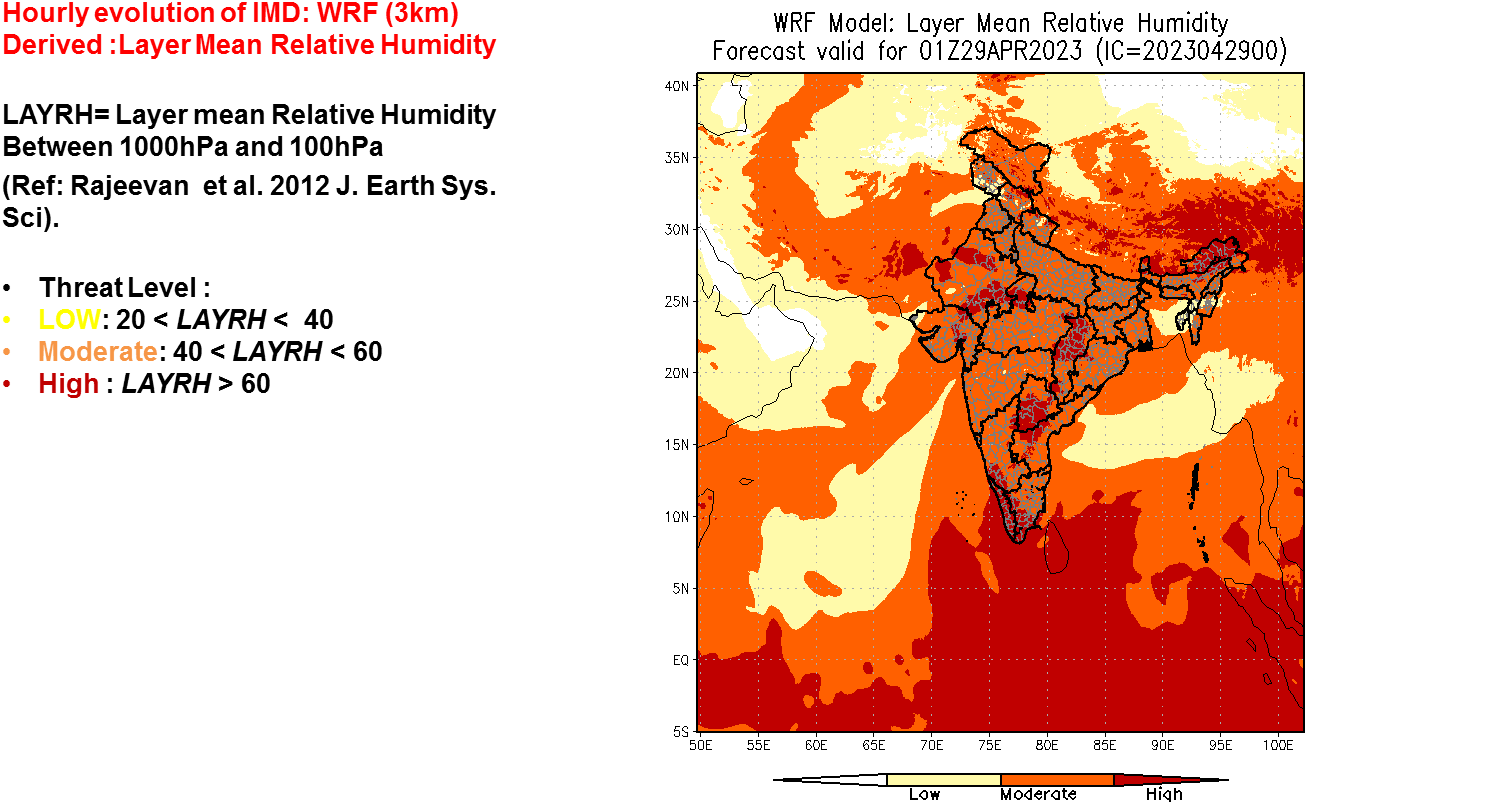 Hourly evolution of IMD: WRF (3km)
Derived :Layer Mean Relative Humidity
LAYRH= Layer mean Relative Humidity
Between 1000hPa and 100hPa
(Ref: Rajeevan et al. 2012 J. Earth Sys.
Sci).
• Threat Level :
• LOW: 20 < LAYRH < 40
• Moderate: 40 < LAYRH < 60
• High : LAYRH > 60
WRF Model: Layer Mean Relative Humidity
Forecast valid for 01Z29APR2023 (IC=2023042900)
40N
35N
30N
25N
20N
15N
10N
5N
EQ
5S
50E 55E 60E 65E 70E 75E 80E 85E 90E 95E 100E
Low Moderate High